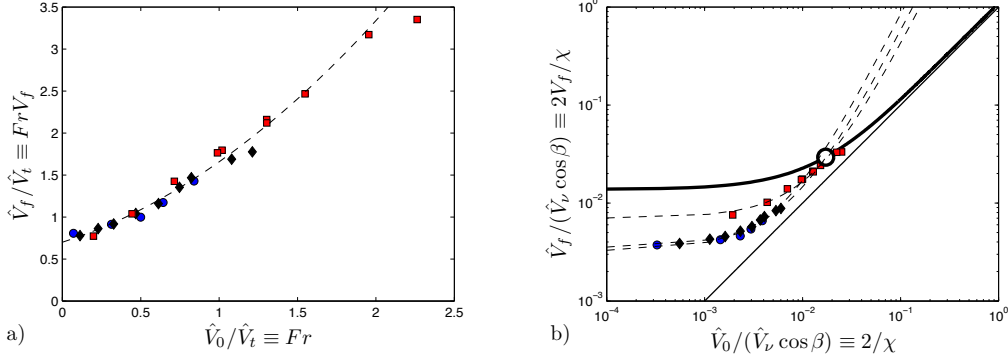 3.5
3
2.5
2
1.5
1
0.5
0
0 0.5 1 1.5 2 2.5
V̂_f/V̂_t ≡ FrV_f
V̂_0/V̂_t ≡ Fr
a)
10^0
10^−1
10^−2
10^−3
10^−4 10^−3 10^−2 10^−1 10^0
V̂_f/(V̂_ν cos β) ≡ 2V_f/χ
V̂_0/(V̂_ν cos β) ≡ 2/χ
b)